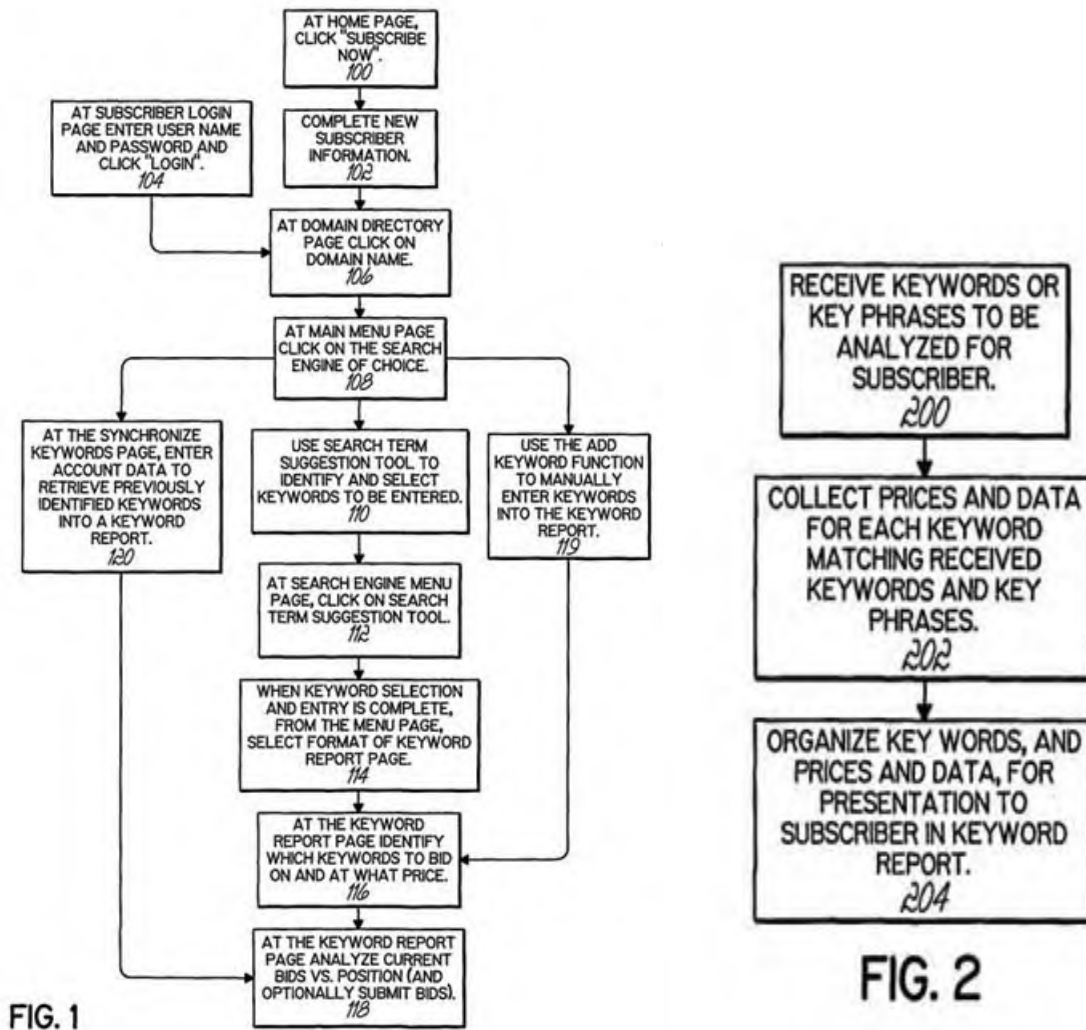 AT HOME PAGE,
CLICK "SUBSCRIBE
NOW".
100
AT SUBSCRIBER LOGIN
PAGE ENTER USER NAME
AND PASSWORD AND
CLICK "LOGIN".
104
COMPLETE NEW
SUBSCRIBER
INFORMATION.
102
AT DOMAIN DIRECTORY
PAGE CLICK ON
DOMAIN NAME.
106
AT MAIN MENU PAGE
CLICK ON THE SEARCH
ENGINE OF CHOICE.
108
AT THE SYNCHRONIZE
KEYWORDS PAGE, ENTER
ACCOUNT DATA TO
RETRIEVE PREVIOUSLY
IDENTIFIED KEYWORDS
INTO A KEYWORD
REPORT.
120
USE SEARCH TERM
SUGGESTION TOOL TO
IDENTIFY AND SELECT
KEYWORDS TO BE ENTERED.
110
USE THE ADD
KEYWORD FUNCTION
TO MANUALLY
ENTER KEYWORDS
INTO THE KEYWORD
REPORT.
119
AT SEARCH ENGINE MENU
PAGE, CLICK ON SEARCH
TERM SUGGESTION TOOL.
112
WHEN KEYWORD SELECTION
AND ENTRY IS COMPLETE,
FROM THE MENU PAGE,
SELECT FORMAT OF KEYWORD
REPORT PAGE.
114
AT THE KEYWORD
REPORT PAGE IDENTIFY
WHICH KEYWORDS TO BID
ON AND AT WHAT PRICE.
116
AT THE KEYWORD REPORT
PAGE ANALYZE CURRENT
BIDS VS. POSITION (AND
OPTIONALLY SUBMIT BIDS).
118
FIG. 1
RECEIVE KEYWORDS OR
KEY PHRASES TO BE
ANALYZED FOR
SUBSCRIBER.
200
COLLECT PRICES AND DATA
FOR EACH KEYWORD
MATCHING RECEIVED
KEYWORDS AND KEY
PHRASES.
202
ORGANIZE KEY WORDS, AND
PRICES AND DATA, FOR
PRESENTATION TO
SUBSCRIBER IN KEYWORD
REPORT.
204
FIG. 2